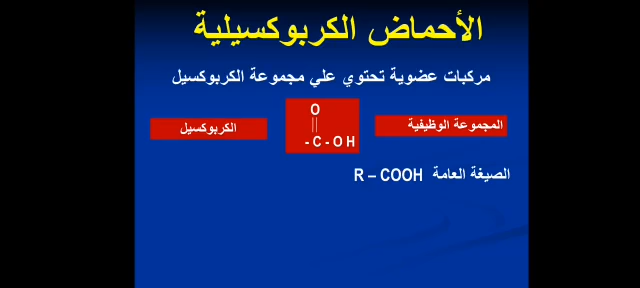 الأحماض الكربوكسيلية
مركبات عضوية تحتوي علي مجموعة الكربوكسيل
المجموعة الوظيفية
O
||
- C - O H
الكربوكسيل
الصيغة العامة R – COOH